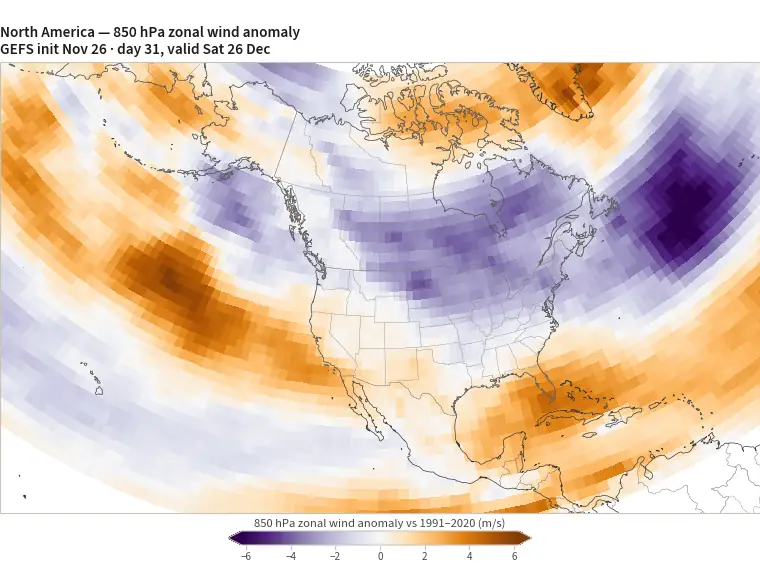 North America — 850 hPa zonal wind anomaly
GEFS init Nov 26 · day 31, valid Sat 26 Dec
850 hPa zonal wind anomaly vs 1991–2020 (m/s)
−6 −4 −2 0 2 4 6